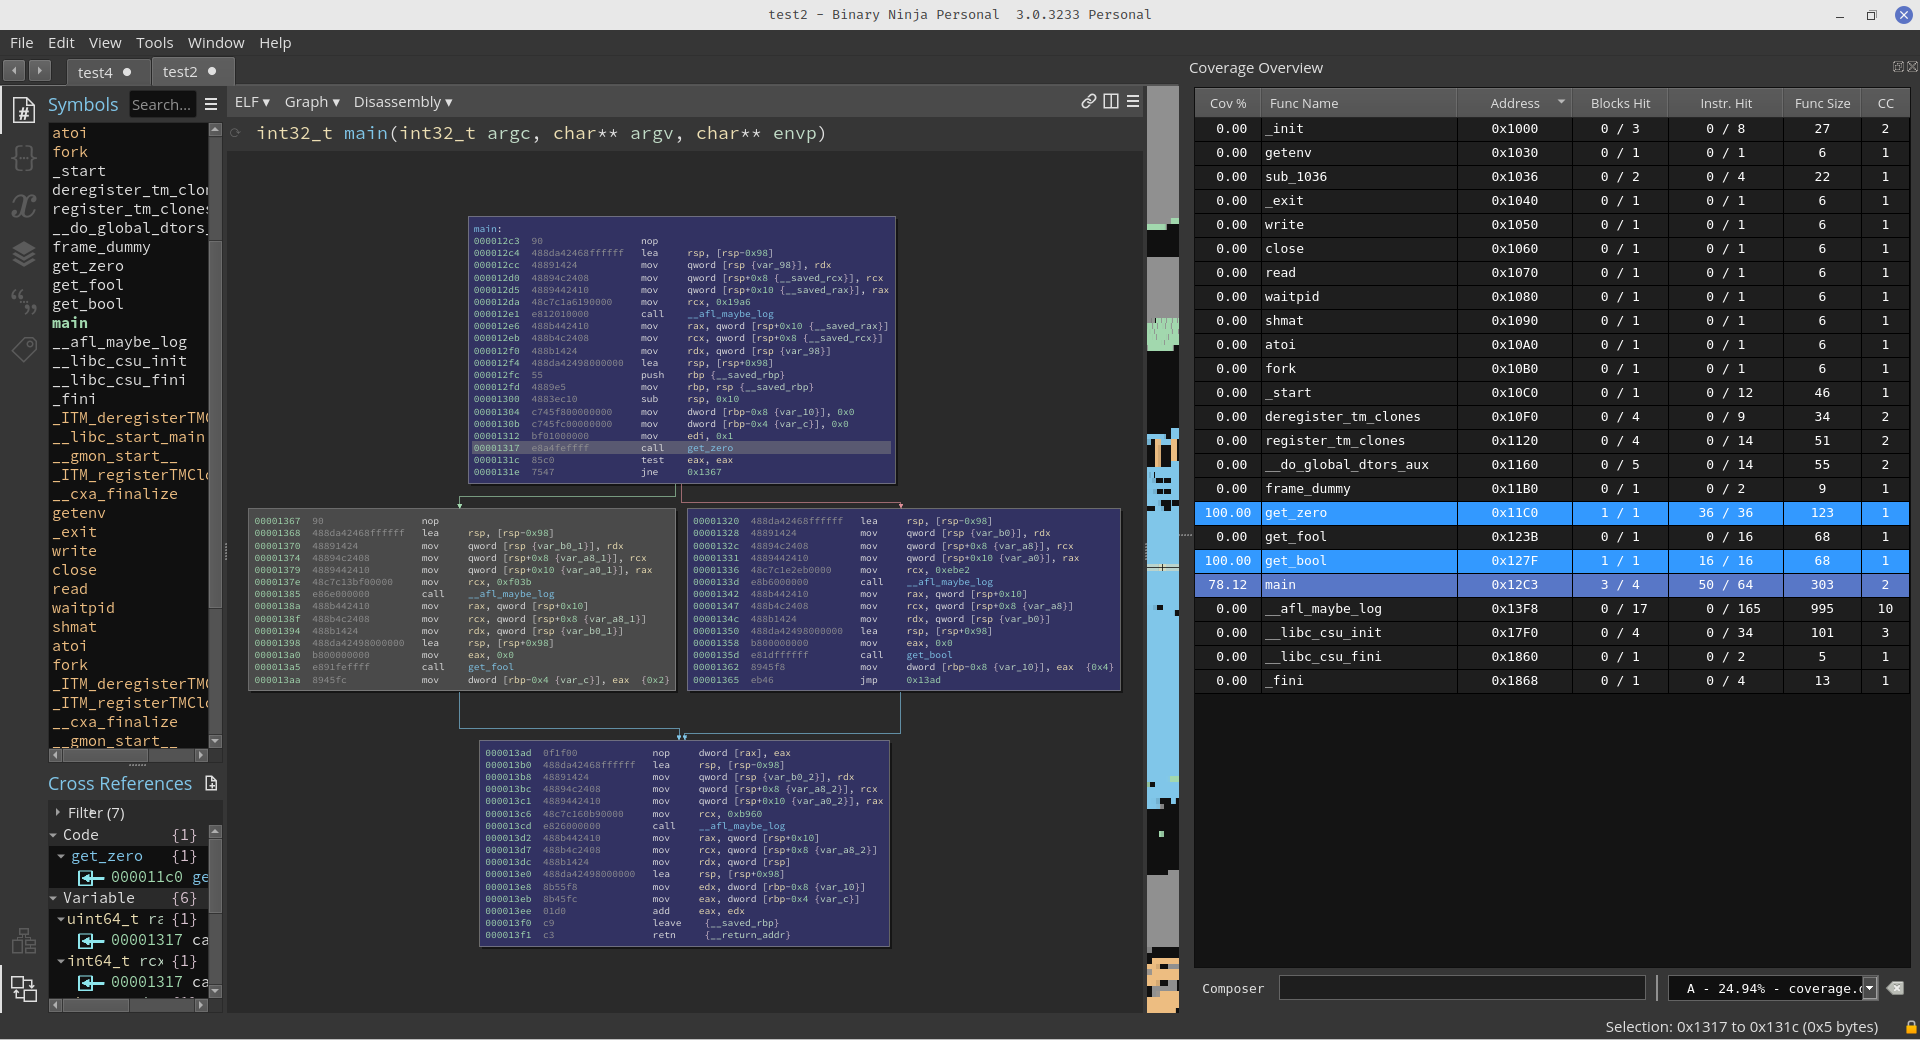 test2 – Binary Ninja Personal 3.0.3233 Personal
File Edit View Tools Window Help
test4 ●
test2 ●
Symbols
Search...
atoi
fork
_start
deregister_tm_clon
register_tm_clones
__do_global_dtors_
frame_dummy
get_zero
get_fool
get_bool
main
__afl_maybe_log
__libc_csu_init
__libc_csu_fini
_fini
_ITM_deregisterTMC
__libc_start_main
__gmon_start__
_ITM_registerTMClo
__cxa_finalize
getenv
_exit
write
close
read
waitpid
shmat
atoi
fork
_ITM_deregisterTMC
_ITM_registerTMClo
__cxa_finalize
__gmon_start__
Cross References
Filter (7)
Code {1}
get_zero {1}
000011c0 ge
Variable {6}
uint64_t ra {1}
00001317 ca
int64_t rcx {1}
00001317 ca
ELF ▾ Graph ▾ Disassembly ▾
int32_t main(int32_t argc, char** argv, char** envp)
main:
000012c3 90 nop
000012c4 488da42468ffffff lea rsp, [rsp-0x98]
000012cc 48891424 mov qword [rsp {var_98}], rdx
000012d0 48894c2408 mov qword [rsp+0x8 {__saved_rcx}], rcx
000012d5 4889442410 mov qword [rsp+0x10 {__saved_rax}], rax
000012da 48c7c1a6190000 mov rcx, 0x19a6
000012e1 e812010000 call __afl_maybe_log
000012e6 488b442410 mov rax, qword [rsp+0x10 {__saved_rax}]
000012eb 488b4c2408 mov rcx, qword [rsp+0x8 {__saved_rcx}]
000012f0 488b1424 mov rdx, qword [rsp {var_98}]
000012f4 488da42498000000 lea rsp, [rsp+0x98]
000012fc 55 push rbp {__saved_rbp}
000012fd 4889e5 mov rbp, rsp {__saved_rbp}
00001300 4883ec10 sub rsp, 0x10
00001304 c745f800000000 mov dword [rbp-0x8 {var_10}], 0x0
0000130b c745fc00000000 mov dword [rbp-0x4 {var_c}], 0x0
00001312 bf01000000 mov edi, 0x1
00001317 e8a4feffff call get_zero
0000131c 85c0 test eax, eax
0000131e 7547 jne 0x1367
00001367 90 nop
00001368 488da42468ffffff lea rsp, [rsp-0x98]
00001370 48891424 mov qword [rsp {var_b0_1}], rdx
00001374 48894c2408 mov qword [rsp+0x8 {var_a8_1}], rcx
00001379 4889442410 mov qword [rsp+0x10 {var_a0_1}], rax
0000137e 48c7c13bf00000 mov rcx, 0xf03b
00001385 e86e000000 call __afl_maybe_log
0000138a 488b442410 mov rax, qword [rsp+0x10]
0000138f 488b4c2408 mov rcx, qword [rsp+0x8 {var_a8_1}]
00001394 488b1424 mov rdx, qword [rsp {var_b0_1}]
00001398 488da42498000000 lea rsp, [rsp+0x98]
000013a0 b800000000 mov eax, 0x0
000013a5 e891feffff call get_fool
000013aa 8945fc mov dword [rbp-0x4 {var_c}], eax {0x2}
00001320 488da42468ffffff lea rsp, [rsp-0x98]
00001328 48891424 mov qword [rsp {var_b0}], rdx
0000132c 48894c2408 mov qword [rsp+0x8 {var_a8}], rcx
00001331 4889442410 mov qword [rsp+0x10 {var_a0}], rax
00001336 48c7c1e2eb0000 mov rcx, 0xebe2
0000133d e8b6000000 call __afl_maybe_log
00001342 488b442410 mov rax, qword [rsp+0x10]
00001347 488b4c2408 mov rcx, qword [rsp+0x8 {var_a8}]
0000134c 488b1424 mov rdx, qword [rsp {var_b0}]
00001350 488da42498000000 lea rsp, [rsp+0x98]
00001358 b800000000 mov eax, 0x0
0000135d e81dffffff call get_bool
00001362 8945f8 mov dword [rbp-0x8 {var_10}], eax {0x4}
00001365 eb46 jmp 0x13ad
000013ad 0f1f00 nop dword [rax], eax
000013b0 488da42468ffffff lea rsp, [rsp-0x98]
000013b8 48891424 mov qword [rsp {var_b0_2}], rdx
000013bc 48894c2408 mov qword [rsp+0x8 {var_a8_2}], rcx
000013c1 4889442410 mov qword [rsp+0x10 {var_a0_2}], rax
000013c6 48c7c160b90000 mov rcx, 0xb960
000013cd e826000000 call __afl_maybe_log
000013d2 488b442410 mov rax, qword [rsp+0x10]
000013d7 488b4c2408 mov rcx, qword [rsp+0x8 {var_a8_2}]
000013dc 488b1424 mov rdx, qword [rsp]
000013e0 488da42498000000 lea rsp, [rsp+0x98]
000013e8 8b55f8 mov edx, dword [rbp-0x8 {var_10}]
000013eb 8b45fc mov eax, dword [rbp-0x4 {var_c}]
000013ee 01d0 add eax, edx
000013f0 c9 leave {__saved_rbp}
000013f1 c3 retn {__return_addr}
Coverage Overview
Cov % Func Name Address Blocks Hit Instr. Hit Func Size CC
0.00 _init 0x1000 0 / 3 0 / 8 27 2
0.00 getenv 0x1030 0 / 1 0 / 1 6 1
0.00 sub_1036 0x1036 0 / 2 0 / 4 22 1
0.00 _exit 0x1040 0 / 1 0 / 1 6 1
0.00 write 0x1050 0 / 1 0 / 1 6 1
0.00 close 0x1060 0 / 1 0 / 1 6 1
0.00 read 0x1070 0 / 1 0 / 1 6 1
0.00 waitpid 0x1080 0 / 1 0 / 1 6 1
0.00 shmat 0x1090 0 / 1 0 / 1 6 1
0.00 atoi 0x10A0 0 / 1 0 / 1 6 1
0.00 fork 0x10B0 0 / 1 0 / 1 6 1
0.00 _start 0x10C0 0 / 1 0 / 12 46 1
0.00 deregister_tm_clones 0x10F0 0 / 4 0 / 9 34 2
0.00 register_tm_clones 0x1120 0 / 4 0 / 14 51 2
0.00 __do_global_dtors_aux 0x1160 0 / 5 0 / 14 55 2
0.00 frame_dummy 0x11B0 0 / 1 0 / 2 9 1
100.00 get_zero 0x11C0 1 / 1 36 / 36 123 1
0.00 get_fool 0x123B 0 / 1 0 / 16 68 1
100.00 get_bool 0x127F 1 / 1 16 / 16 68 1
78.12 main 0x12C3 3 / 4 50 / 64 303 2
0.00 __afl_maybe_log 0x13F8 0 / 17 0 / 165 995 10
0.00 __libc_csu_init 0x17F0 0 / 4 0 / 34 101 3
0.00 __libc_csu_fini 0x1860 0 / 1 0 / 2 5 1
0.00 _fini 0x1868 0 / 1 0 / 4 13 1
Composer
A - 24.94% - coverage.c
Selection: 0x1317 to 0x131c (0x5 bytes)